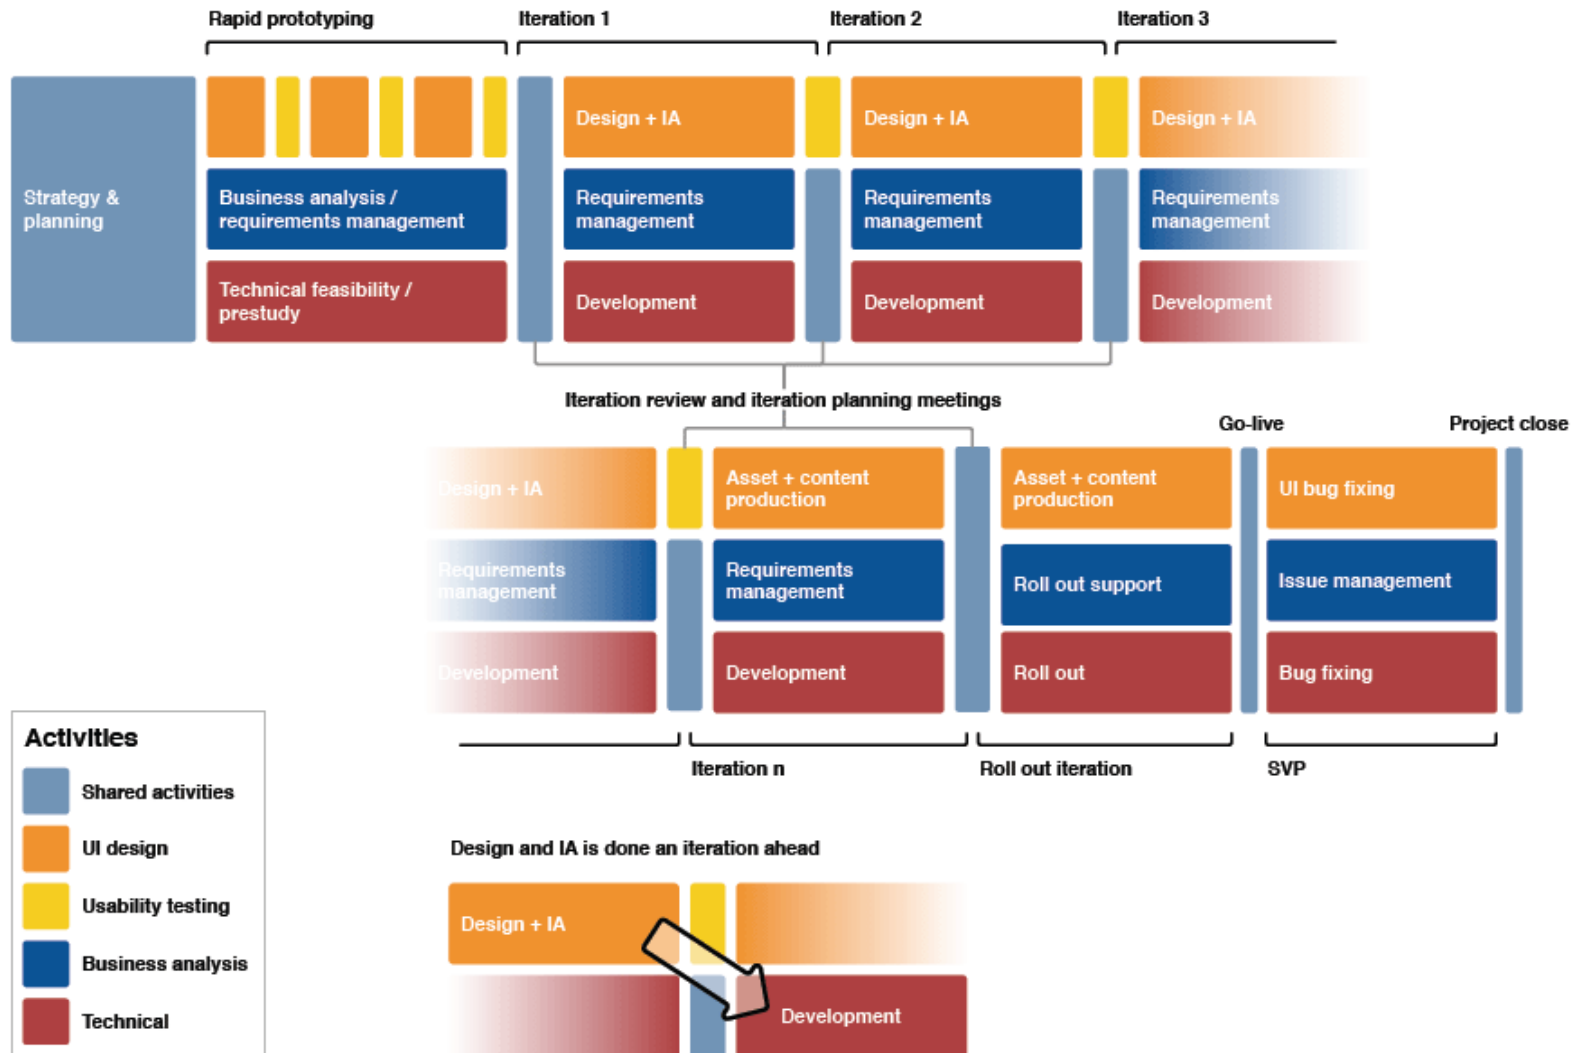 Rapid prototyping
Iteration 1
Iteration 2
Iteration 3
Strategy &
planning
Design + IA
Design + IA
Design + IA
Business analysis /
requirements management
Requirements
management
Requirements
management
Requirements
management
Technical feasibility /
prestudy
Development
Development
Development
Iteration review and iteration planning meetings
Go-live
Project close
Design + IA
Asset + content
production
Asset + content
production
UI bug fixing
Requirements
management
Requirements
management
Roll out support
Issue management
Development
Development
Roll out
Bug fixing
Iteration n
Roll out iteration
SVP
Activities
Shared activities
UI design
Usability testing
Business analysis
Technical
Design and IA is done an iteration ahead
Design + IA
Development